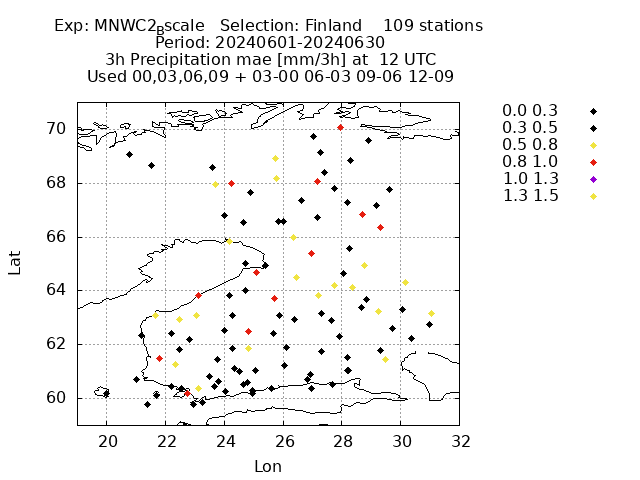 Exp: MNWC2_Bscale   Selection: Finland    109 stations
Period: 20240601-20240630
3h Precipitation mae [mm/3h] at  12 UTC
Used 00,03,06,09 + 03-00 06-03 09-06 12-09
0.0 0.3
0.3 0.5
0.5 0.8
0.8 1.0
1.0 1.3
1.3 1.5
70
68
66
64
62
60
Lat
20 22 24 26 28 30 32
Lon